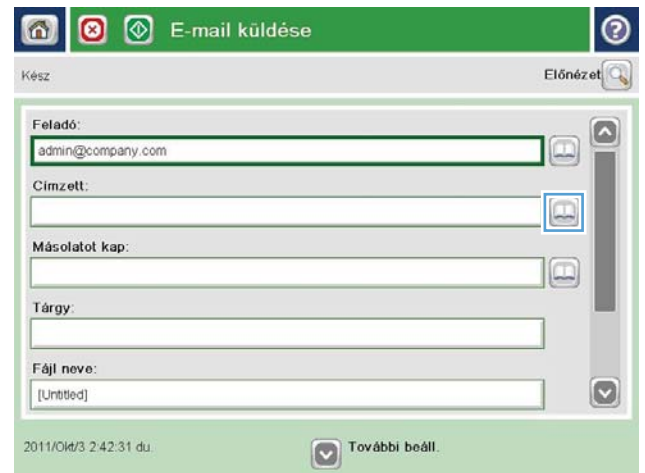 E-mail küldése
Kész
Előnézet
Feladó:
admin@company.com
Címzett:
Másolatot kap:
Tárgy:
Fájl neve:
[Untitled]
2011/Okt/3 2:42:31 du.
További beáll.